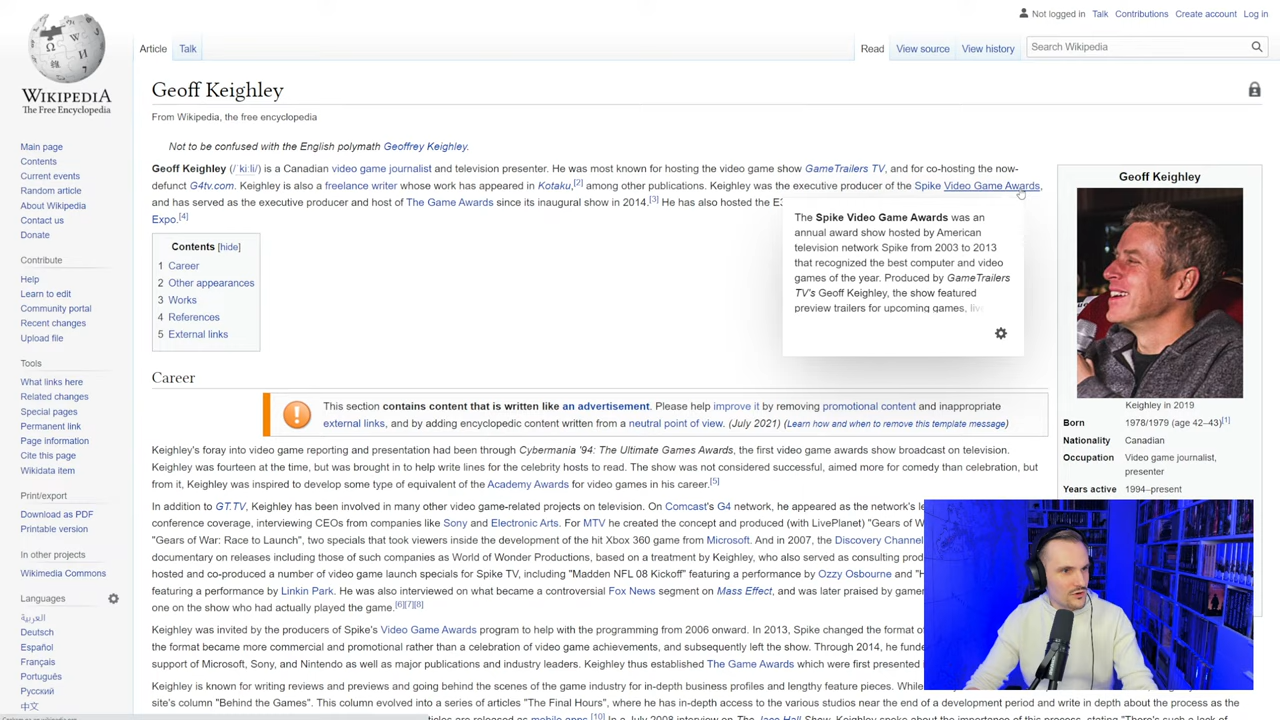 Not logged in Talk Contributions Create account Log in
Article Talk Read View source View history Search Wikipedia
WIKIPEDIA
The Free Encyclopedia
Main page
Contents
Current events
Random article
About Wikipedia
Contact us
Donate
Contribute
Help
Learn to edit
Community portal
Recent changes
Upload file
Tools
What links here
Related changes
Special pages
Permanent link
Page information
Cite this page
Wikidata item
Print/export
Download as PDF
Printable version
In other projects
Wikimedia Commons
Languages
العربية
Deutsch
Español
Français
Português
Русский
中文
Geoff Keighley
From Wikipedia, the free encyclopedia
Not to be confused with the English polymath Geoffrey Keighley.
Geoff Keighley (/ˈkiːli/) is a Canadian video game journalist and television presenter. He was most known for hosting the video game show GameTrailers TV, and for co-hosting the now-
defunct G4tv.com. Keighley is also a freelance writer whose work has appeared in Kotaku,[2] among other publications. Keighley was the executive producer of the Spike Video Game Awards,
and has served as the executive producer and host of The Game Awards since its inaugural show in 2014.[3] He has also hosted the E3
Expo.[4]
The Spike Video Game Awards was an
annual award show hosted by American
television network Spike from 2003 to 2013
that recognized the best computer and video
games of the year. Produced by GameTrailers
TV's Geoff Keighley, the show featured
preview trailers for upcoming games, liv
Contents [hide]
1 Career
2 Other appearances
3 Works
4 References
5 External links
Geoff Keighley
Keighley in 2019
Born 1978/1979 (age 42–43)[1]
Nationality Canadian
Occupation Video game journalist,
presenter
Years active 1994–present
Career
This section contains content that is written like an advertisement. Please help improve it by removing promotional content and inappropriate
external links, and by adding encyclopedic content written from a neutral point of view. (July 2021) (Learn how and when to remove this template message)
Keighley's foray into video game reporting and presentation had been through Cybermania '94: The Ultimate Games Awards, the first video game awards show broadcast on television.
Keighley was fourteen at the time, but was brought in to help write lines for the celebrity hosts to read. The show was not considered successful, aimed more for comedy than celebration, but
from it, Keighley was inspired to develop some type of equivalent of the Academy Awards for video games in his career.[5]
In addition to GT.TV, Keighley has been involved in many other video game-related projects on television. On Comcast's G4 network, he appeared as the network's l
conference coverage, interviewing CEOs from companies like Sony and Electronic Arts. For MTV he created the concept and produced (with LivePlanet) "Gears of W
"Gears of War: Race to Launch", two specials that took viewers inside the development of the hit Xbox 360 game from Microsoft. And in 2007, the Discovery Channel
documentary on releases including those of such companies as World of Wonder Productions, based on a treatment by Keighley, who also served as consulting prod
hosted and co-produced a number of video game launch specials for Spike TV, including "Madden NFL 08 Kickoff" featuring a performance by Ozzy Osbourne and "H
featuring a performance by Linkin Park. He was also interviewed on what became a controversial Fox News segment on Mass Effect, and was later praised by gamer
one on the show who had actually played the game.[6][7][8]
Keighley was invited by the producers of Spike's Video Game Awards program to help with the programming from 2006 onward. In 2013, Spike changed the format of
the format became more commercial and promotional rather than a celebration of video game achievements, and subsequently left the show. Through 2014, he fund
support of Microsoft, Sony, and Nintendo as well as major publications and industry leaders. Keighley thus established The Game Awards which were first presented
Keighley is known for writing reviews and previews and going behind the scenes of the game industry for in-depth business profiles and lengthy feature pieces. While
site's column "Behind the Games". This column evolved into a series of articles "The Final Hours", where he has in-depth access to the various studios near the end of a development period and write in depth about the process as the
articles are released as mobile apps.[10] In a July 2008 interview on The Jace Hall Show, Keighley spoke about the importance of this process, stating "There's such a lack of